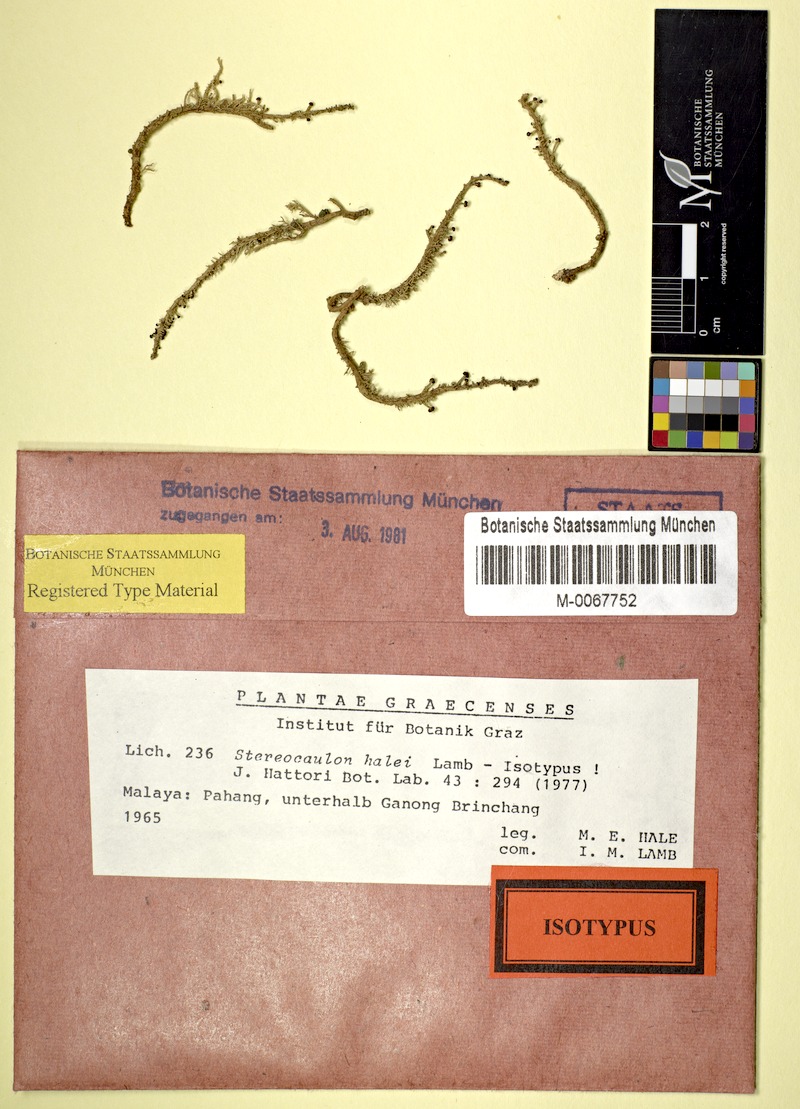 BOTANISCHE
STAATSSAMMLUNG
MÜNCHEN
copyright reserved
0 1 2
cm
Botanische Staatssammlung München
zugegangen am:
3. AUG. 1981
STAATS
BOTANISCHE STAATSSAMMLUNG
MÜNCHEN
Registered Type Material
Botanische Staatssammlung München
M-0067752
PLANTAE GRAECENSES
Institut für Botanik Graz
Lich. 236 Stereocaulon halei Lamb - Isotypus !
J. Hattori Bot. Lab. 43 : 294 (1977)
Malaya: Pahang, unterhalb Ganong Brinchang
1965
leg. M. E. HALE
com. I. M. LAMB
ISOTYPUS